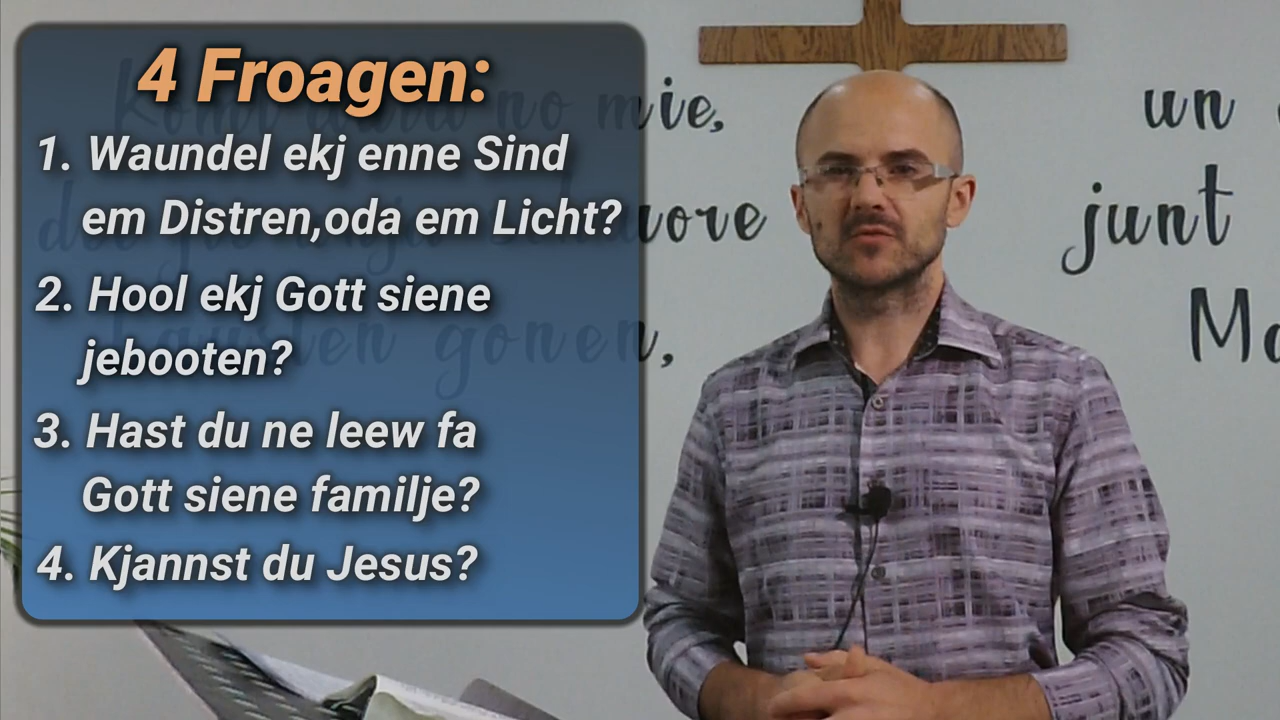 4 Froagen:
1. Waundel ekj enne Sind
em Distren,oda em Licht?
2. Hool ekj Gott siene
jebooten?
3. Hast du ne leew fa
Gott siene familje?
4. Kjannst du Jesus?
mie,
un
junt